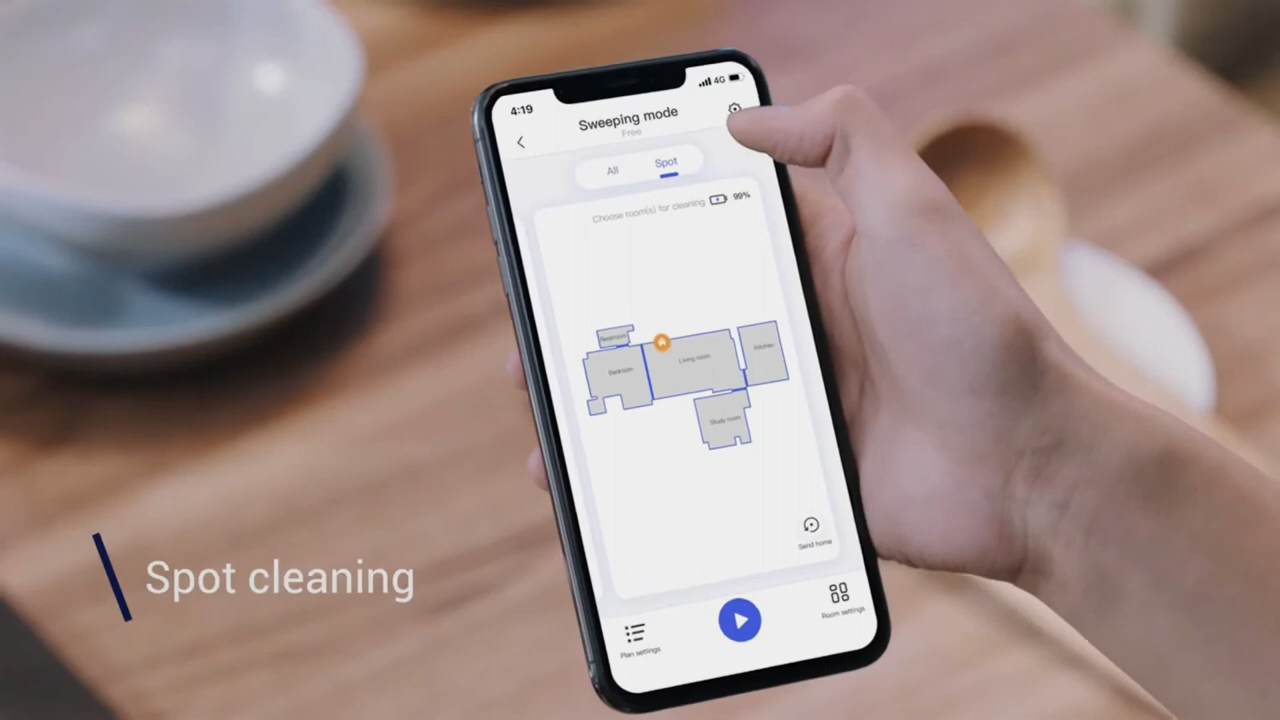 4:19
4G
Sweeping mode
Free
All
Spot
Choose room(s) for cleaning
99%
Bedroom
Living room
Kitchen
Study room
Send home
Plan settings
Room settings
Spot cleaning